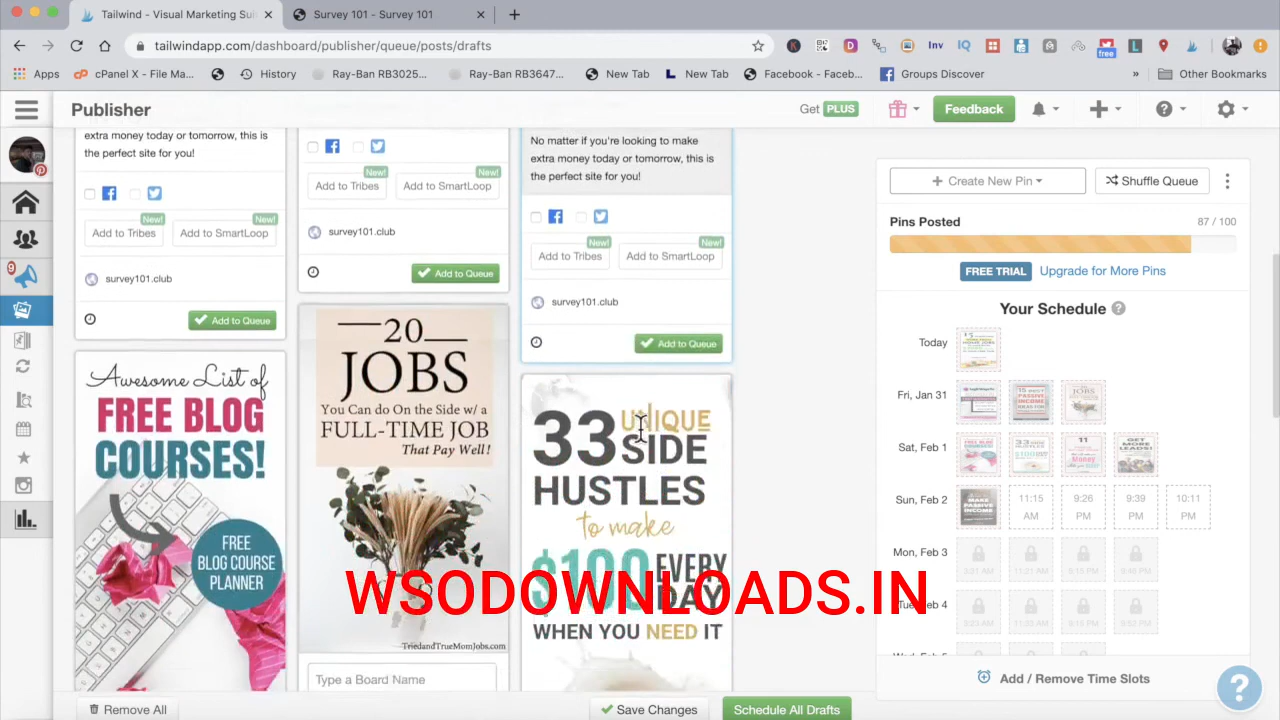 Tailwind - Visual Marketing Sui
Survey 101 - Survey 101
tailwindapp.com/dashboard/publisher/queue/posts/drafts
Inv
IQ
free
Apps
cPanel X - File Ma...
History
Ray-Ban RB3025...
Ray-Ban RB3647...
New Tab
New Tab
Facebook - Faceb...
Groups Discover
»
Other Bookmarks
Publisher
Get PLUS
Feedback
extra money today or tomorrow, this is
the perfect site for you!
New!
Add to Tribes
Add to SmartLoop
survey101.club
Add to Queue
Awesome List of
FREE BLOG
COURSES!
FREE
BLOG COURSE
PLANNER
New!
Add to Tribes
Add to SmartLoop
survey101.club
Add to Queue
20
JOBS
You Can do On the Side w/ a
FULL-TIME JOB
That Pay Well!
TriedandTrueMomJobs.com
Type a Board Name
No matter if you're looking to make
extra money today or tomorrow, this is
the perfect site for you!
New!
New!
Add to Tribes
Add to SmartLoop
survey101.club
Add to Queue
33 UNIQUE
SIDE
HUSTLES
to make
$100 EVERY
DAY
WHEN YOU NEED IT
WSODOWNLOADS.IN
Create New Pin
Shuffle Queue
Pins Posted
87 / 100
FREE TRIAL
Upgrade for More Pins
Your Schedule
Today
Fri, Jan 31
Sat, Feb 1
Sun, Feb 2
11:15 AM
9:26 PM
9:39 PM
10:11 PM
Mon, Feb 3
Tue, Feb 4
Add / Remove Time Slots
Remove All
Save Changes
Schedule All Drafts